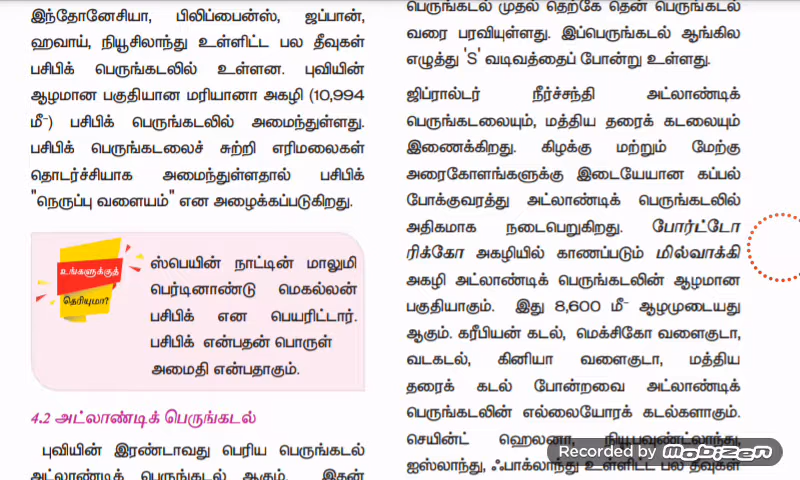 இந்தோனேசியா, பிலிப்பைன்ஸ், ஜப்பான்,
ஹவாய், நியூசிலாந்து உள்ளிட்ட பல தீவுகள்
பசிபிக் பெருங்கடலில் உள்ளன. புவியின்
ஆழமான பகுதியான மரியானா அகழி (10,994
மீ-) பசிபிக் பெருங்கடலில் அமைந்துள்ளது.
பசிபிக் பெருங்கடலைச் சுற்றி எரிமலைகள்
தொடர்ச்சியாக அமைந்துள்ளதால் பசிபிக்
"நெருப்பு வளையம்" என அழைக்கப்படுகிறது.
உங்களுக்குத்
தெரியுமா?
ஸ்பெயின் நாட்டின் மாலுமி
பெர்டினாண்டு மெகல்லன்
பசிபிக் என பெயரிட்டார்.
பசிபிக் என்பதன் பொருள்
அமைதி என்பதாகும்.
4.2 அட்லாண்டிக் பெருங்கடல்
புவியின் இரண்டாவது பெரிய பெருங்கடல்
அட்லாண்டிக் பெருங்கடல் ஆகும். இதன்
பெருங்கடல் முதல் தெற்கே தென் பெருங்கடல்
வரை பரவியுள்ளது. இப்பெருங்கடல் ஆங்கில
எழுத்து 'S' வடிவத்தைப் போன்று உள்ளது.
ஜிப்ரால்டர் நீர்ச்சந்தி அட்லாண்டிக்
பெருங்கடலையும், மத்திய தரைக் கடலையும்
இணைக்கிறது. கிழக்கு மற்றும் மேற்கு
அரைகோளங்களுக்கு இடையேயான கப்பல்
போக்குவரத்து அட்லாண்டிக் பெருங்கடலில்
அதிகமாக நடைபெறுகிறது. போர்ட்டோ
ரிக்கோ அகழியில் காணப்படும் மில்வாக்கி
அகழி அட்லாண்டிக் பெருங்கடலின் ஆழமான
பகுதியாகும். இது 8,600 மீ- ஆழமுடையது
ஆகும். கரீபியன் கடல், மெக்சிகோ வளைகுடா,
வடகடல், கினியா வளைகுடா, மத்திய
தரைக் கடல் போன்றவை அட்லாண்டிக்
பெருங்கடலின் எல்லையோரக் கடல்களாகும்.
செயின்ட் ஹெலனா, நியூபவுண்ட்லாந்து,
ஐஸ்லாந்து, ஃபாக்லாந்து உள்ளிட்ட பல தீவுகள்
Recorded by mobizen